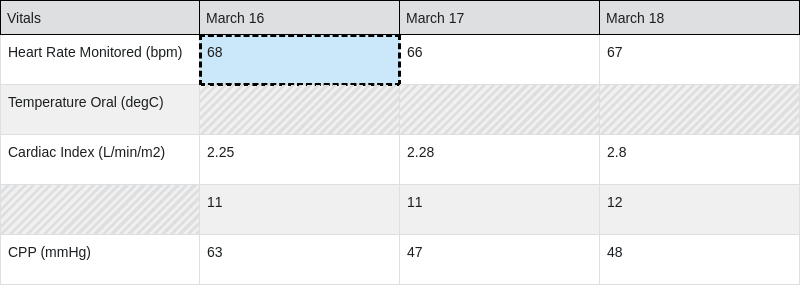 Vitals March 16 March 17 March 18
Heart Rate Monitored (bpm) 68 66 67
Temperature Oral (degC)
Cardiac Index (L/min/m2) 2.25 2.28 2.8
11 11 12
CPP (mmHg) 63 47 48